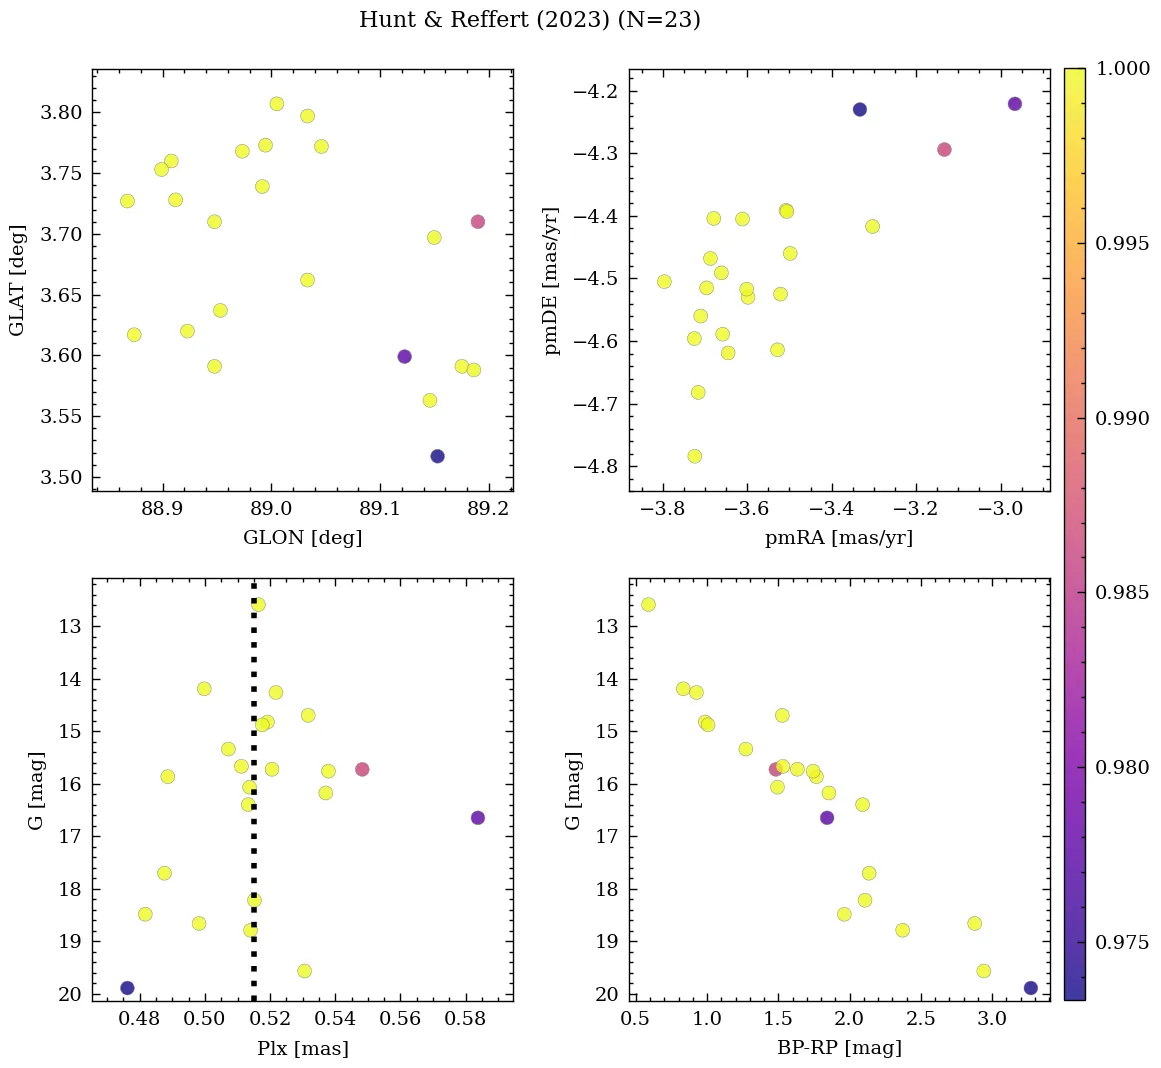 Hunt & Reffert (2023) (N=23)
3.80
3.75
3.70
3.65
3.60
3.55
3.50
GLAT [deg]
88.9 89.0 89.1 89.2
GLON [deg]
−4.2
−4.3
−4.4
−4.5
−4.6
−4.7
−4.8
pmDE [mas/yr]
−3.8 −3.6 −3.4 −3.2 −3.0
pmRA [mas/yr]
13
14
15
16
17
18
19
20
G [mag]
0.48 0.50 0.52 0.54 0.56 0.58
Plx [mas]
13
14
15
16
17
18
19
20
G [mag]
0.5 1.0 1.5 2.0 2.5 3.0
BP-RP [mag]
1.000
0.995
0.990
0.985
0.980
0.975